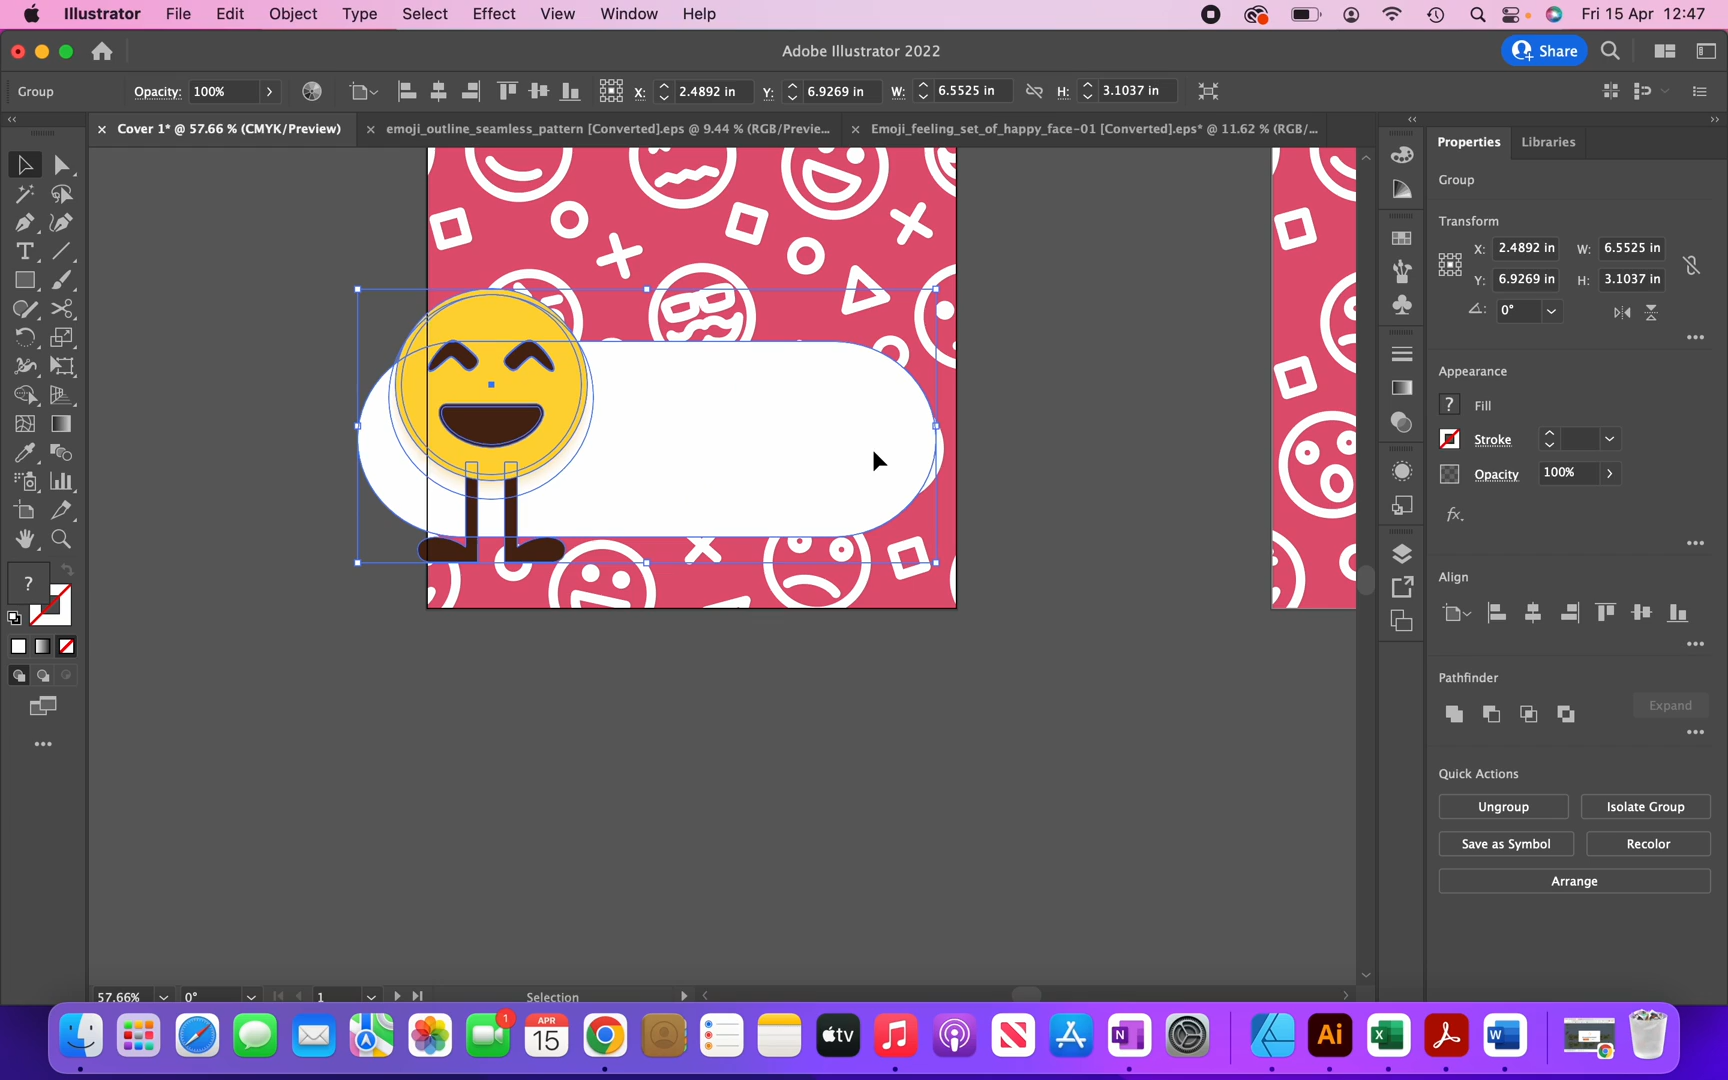 Illustrator File Edit Object Type Select Effect View Window Help Fri 15 Apr 12:47
Adobe Illustrator 2022 Share
Group Opacity: 100% X: 2.4892 in Y: 6.9269 in W: 6.5525 in H: 3.1037 in
Cover 1* @ 57.66 % (CMYK/Preview) emoji_outline_seamless_pattern [Converted].eps @ 9.44 % (RGB/Previe... Emoji_feeling_set_of_happy_face-01 [Converted].eps* @ 11.62 % (RGB/...
Properties Libraries
Group
Transform
X: 2.4892 in W: 6.5525 in
Y: 6.9269 in H: 3.1037 in
0°
Appearance
? Fill
Stroke
Opacity 100%
fx.
Align
Pathfinder
Expand
Quick Actions
Ungroup Isolate Group
Save as Symbol Recolor
Arrange
?
57.66% 0° 1 Selection
1
APR
15
tv
N
Ai
W